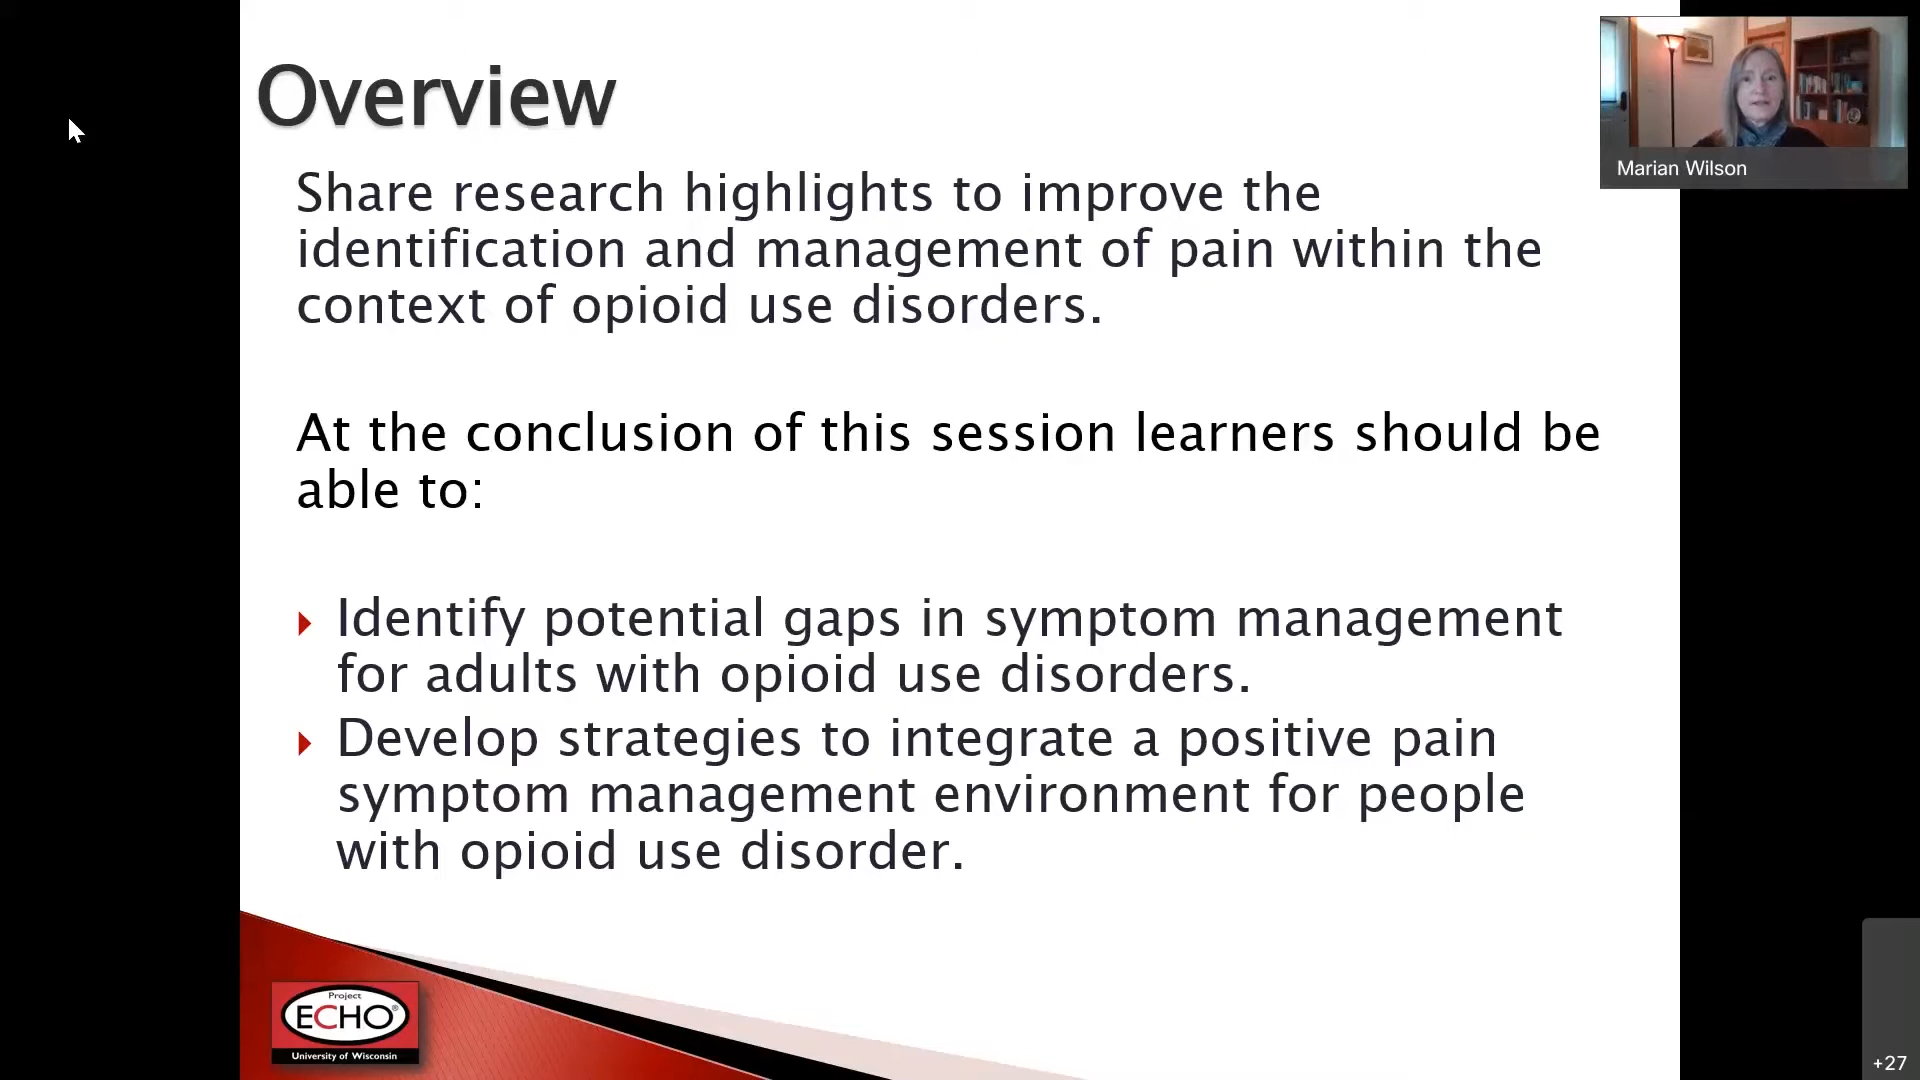 Overview
Share research highlights to improve the
identification and management of pain within the
context of opioid use disorders.
At the conclusion of this session learners should be
able to:
Identify potential gaps in symptom management
for adults with opioid use disorders.
Develop strategies to integrate a positive pain
symptom management environment for people
with opioid use disorder.
Marian Wilson
Project
ECHO®
University of Wisconsin
+27